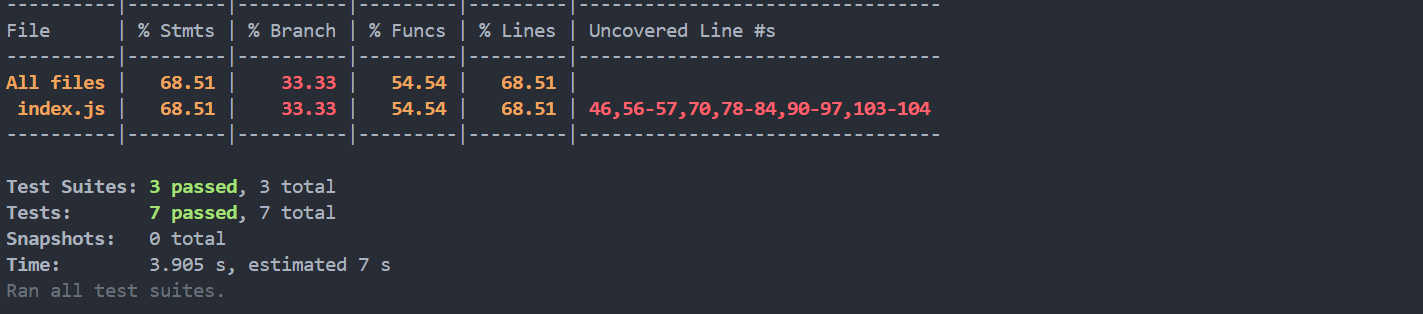 ----------|---------|----------|---------|---------|---------------------------------
File      | % Stmts | % Branch | % Funcs | % Lines | Uncovered Line #s
----------|---------|----------|---------|---------|---------------------------------
All files |   68.51 |    33.33 |   54.54 |   68.51 |
 index.js |   68.51 |    33.33 |   54.54 |   68.51 | 46,56-57,70,78-84,90-97,103-104
----------|---------|----------|---------|---------|---------------------------------
Test Suites: 3 passed, 3 total
Tests:       7 passed, 7 total
Snapshots:   0 total
Time:        3.905 s, estimated 7 s
Ran all test suites.